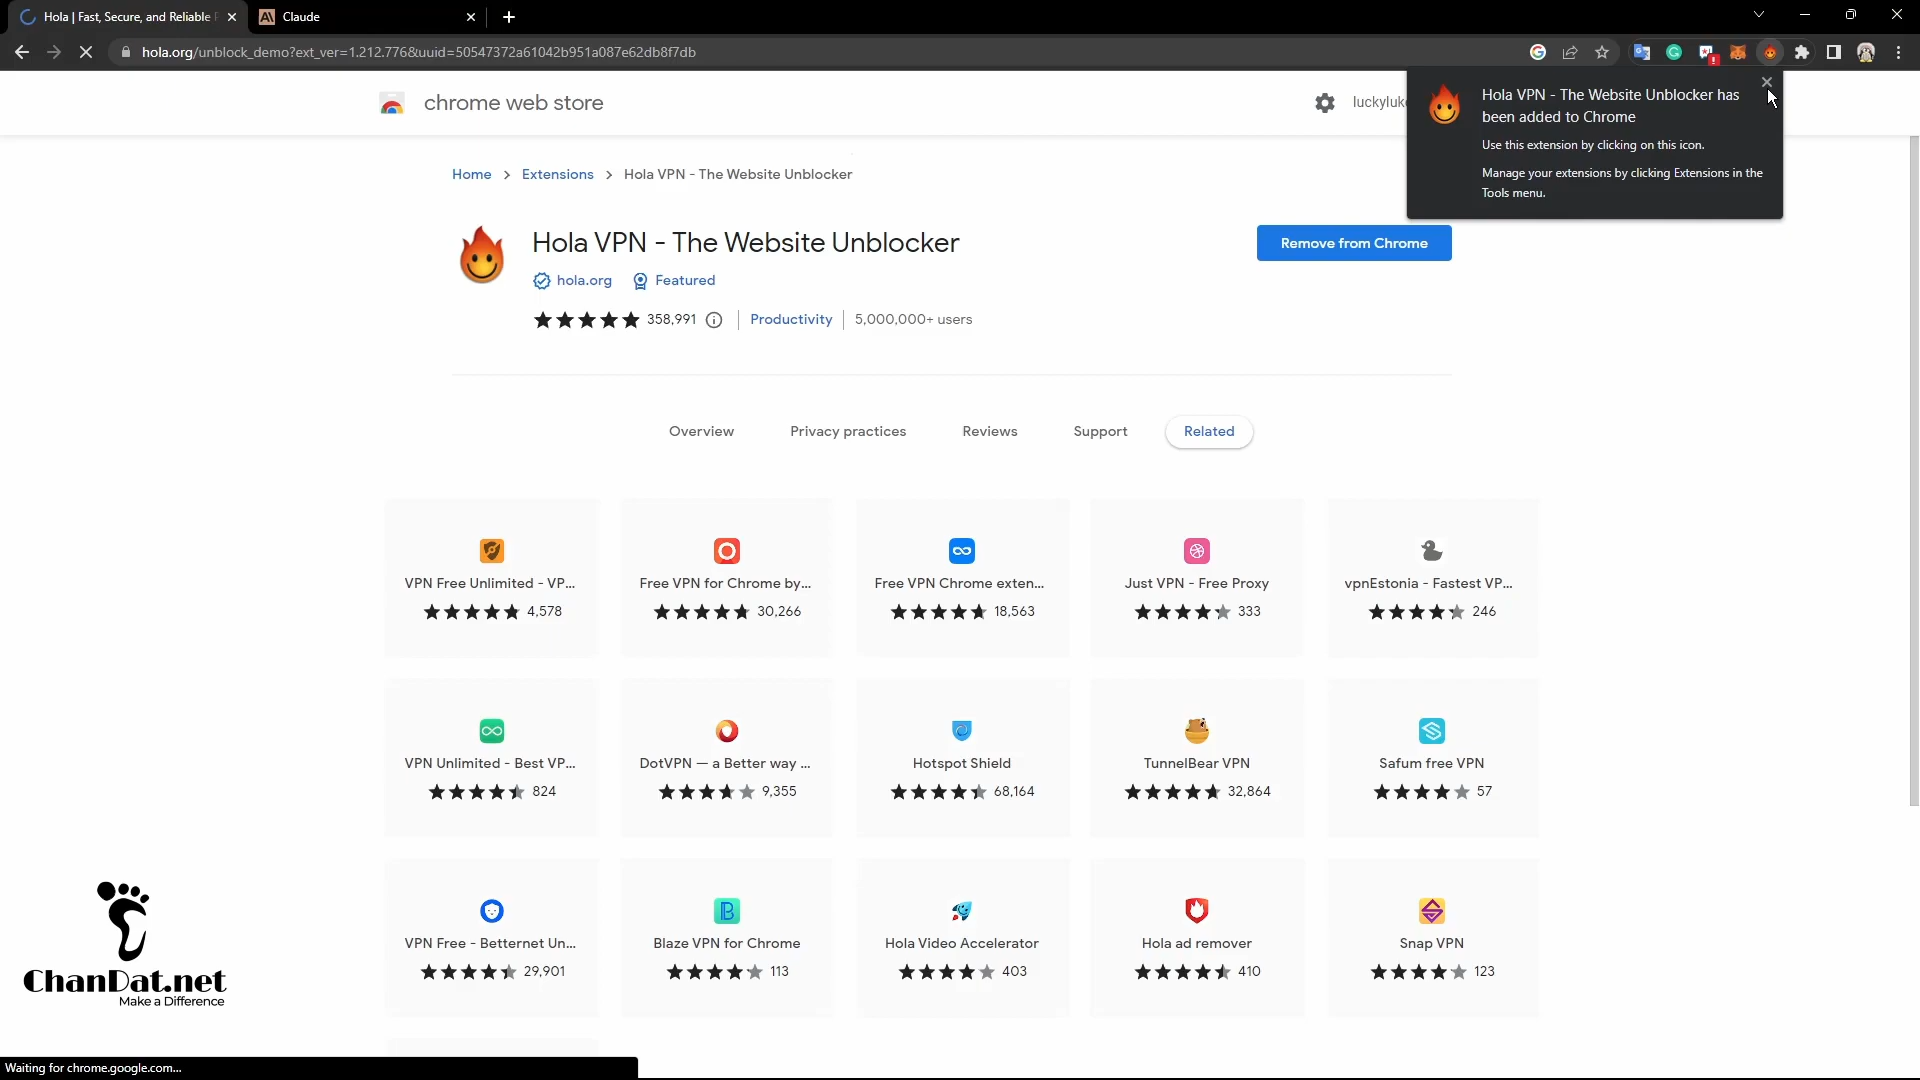 Hola | Fast, Secure, and Reliable
Claude
hola.org/unblock_demo?ext_ver=1.212.776&uuid=50547372a61042b951a087e62db8f7db
chrome web store
luckyluk
Hola VPN - The Website Unblocker has
been added to Chrome
Use this extension by clicking on this icon.
Manage your extensions by clicking Extensions in the
Tools menu.
Home > Extensions > Hola VPN - The Website Unblocker
Hola VPN - The Website Unblocker
Remove from Chrome
hola.org Featured
358,991 Productivity 5,000,000+ users
Overview Privacy practices Reviews Support Related
VPN Free Unlimited - VP...
4,578
Free VPN for Chrome by...
30,266
Free VPN Chrome exten...
18,563
Just VPN - Free Proxy
333
vpnEstonia - Fastest VP...
246
VPN Unlimited - Best VP...
824
DotVPN — a Better way ...
9,355
Hotspot Shield
68,164
TunnelBear VPN
32,864
Safum free VPN
57
VPN Free - Betternet Un...
29,901
Blaze VPN for Chrome
113
Hola Video Accelerator
403
Hola ad remover
410
Snap VPN
123
ChanDat.net
Make a Difference
Waiting for chrome.google.com...